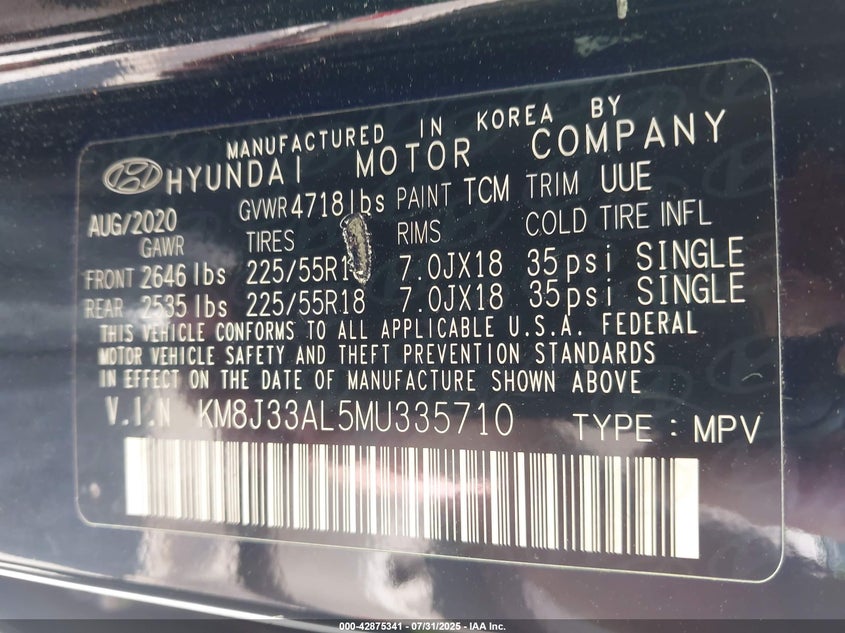 MANUFACTURED IN KOREA BY
HYUNDAI MOTOR COMPANY
AUG/2020 GVWR 4718lbs PAINT TCM TRIM UUE
GAWR TIRES RIMS COLD TIRE INFL
FRONT 2646 lbs 7.0JX18 35psi SINGLE
REAR 2535 lbs 225/55R18 7.0JX18 35psi SINGLE
THIS VEHICLE CONFORMS TO ALL APPLICABLE U.S.A. FEDERAL
MOTOR VEHICLE SAFETY AND THEFT PREVENTION STANDARDS
IN EFFECT ON THE DATE OF MANUFACTURE SHOWN ABOVE
V.I.N KM8J33AL5MU335710 TYPE : MPV
000-42875341 - 07/31/2025 - IAA Inc.